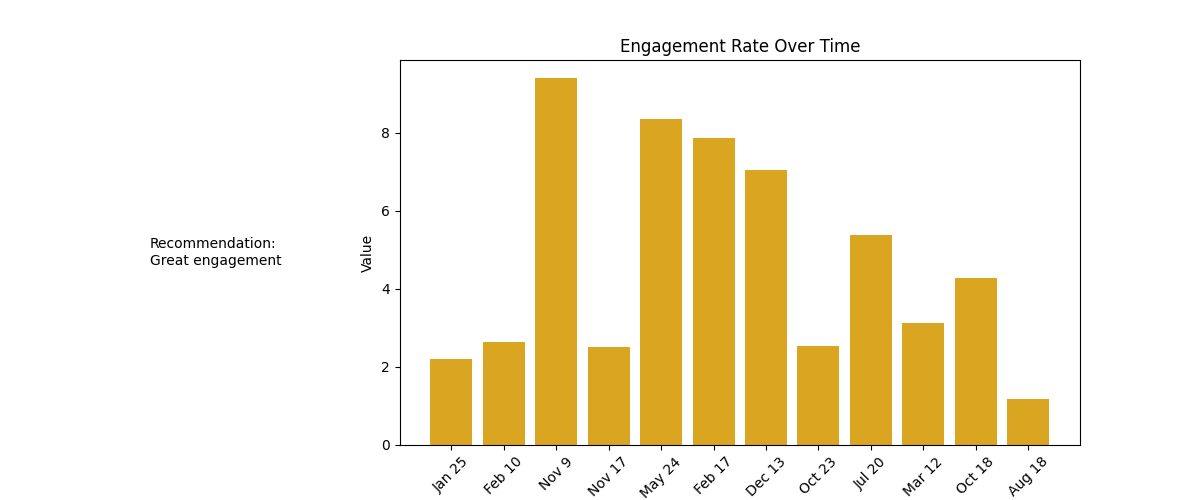 Engagement Rate Over Time
Recommendation:
Great engagement
Value
8
6
4
2
0
Jan 25
Feb 10
Nov 9
Nov 17
May 24
Feb 17
Dec 13
Oct 23
Jul 20
Mar 12
Oct 18
Aug 18